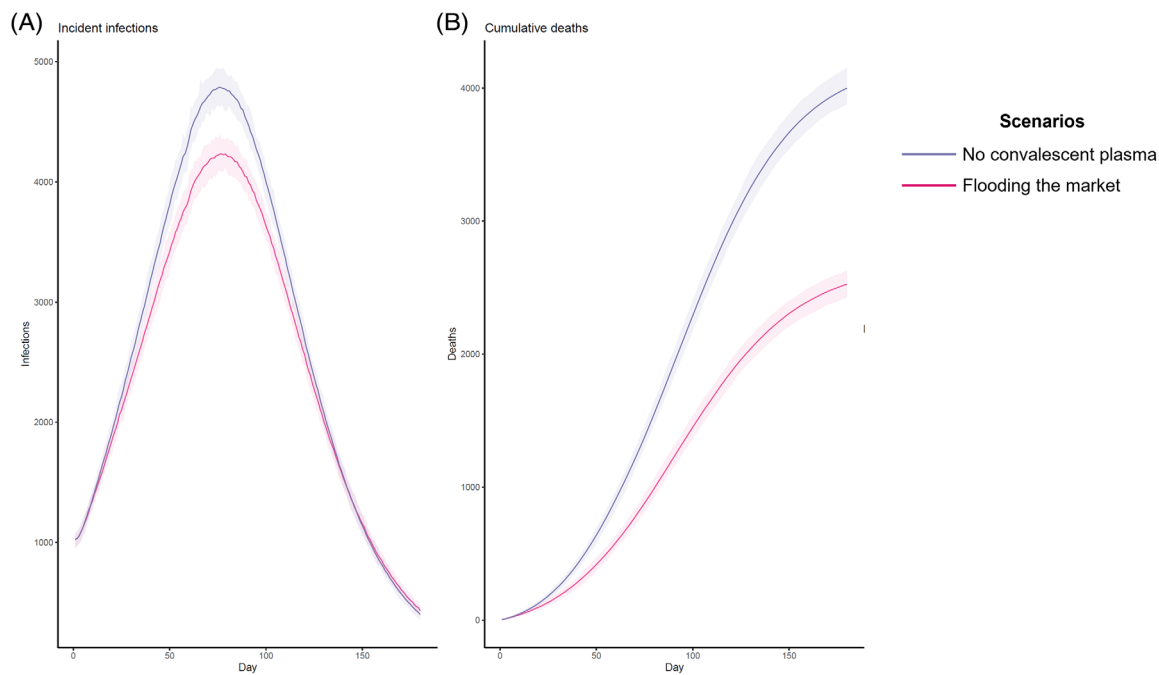 (A)
Incident infections
5000
4000
3000
2000
1000
Infections
0
50
100
150
Day
(B)
Cumulative deaths
4000
3000
2000
1000
0
Deaths
0
50
100
150
Day
Scenarios
No convalescent plasma
Flooding the market